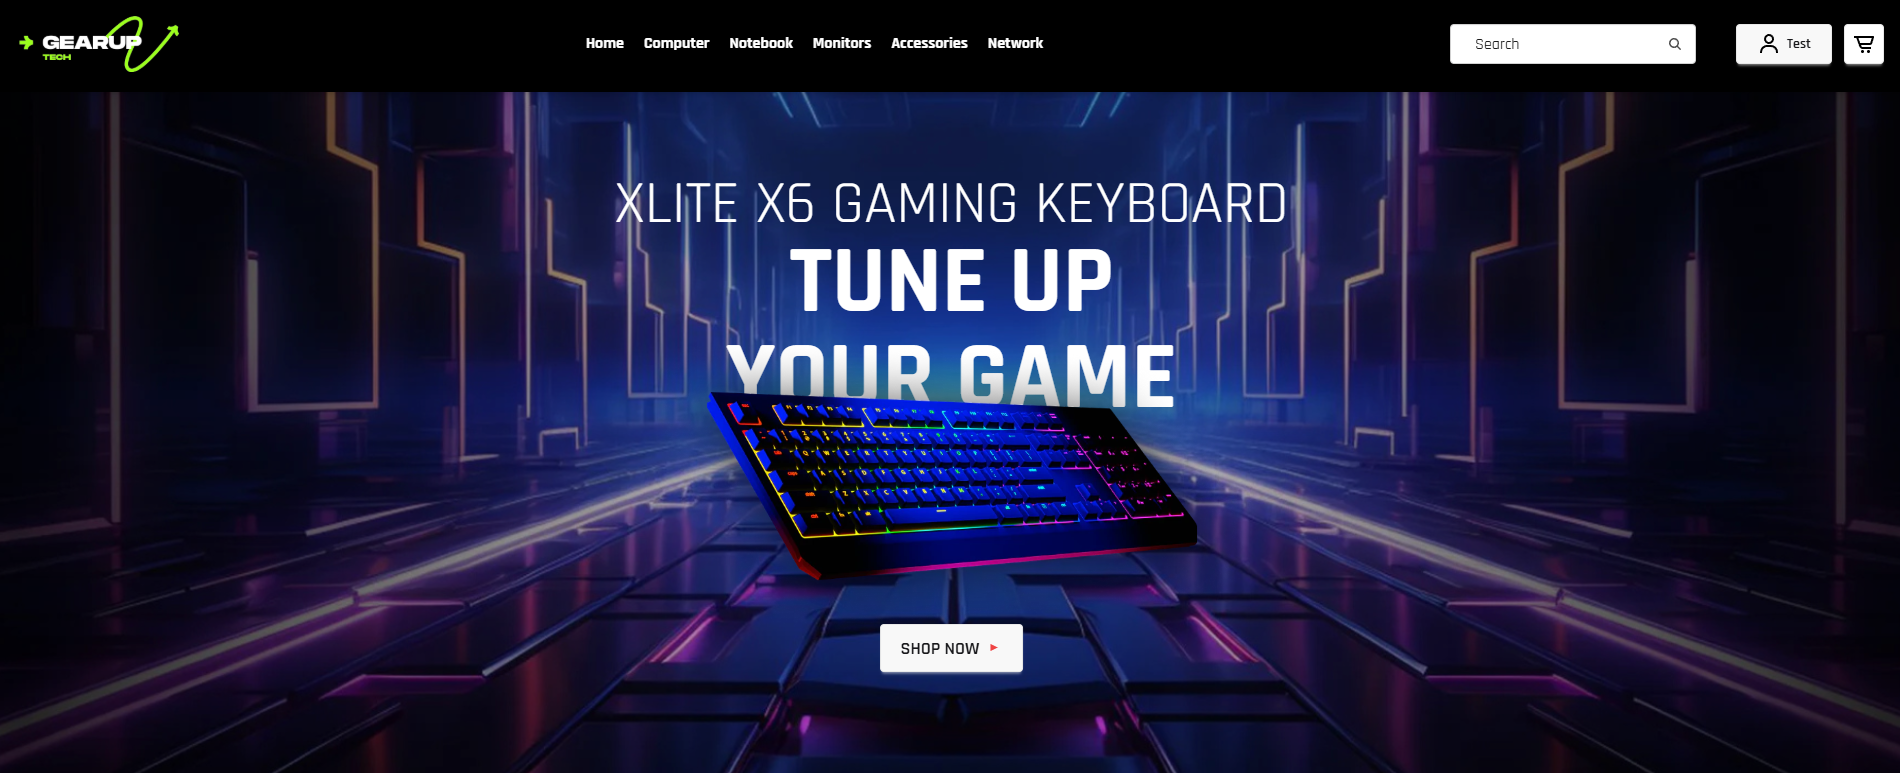 GEARUP
TECH
Home Computer Notebook Monitors Accessories Network
Search
Test
XLITE X6 GAMING KEYBOARD
TUNE UP
YOUR GAME
SHOP NOW